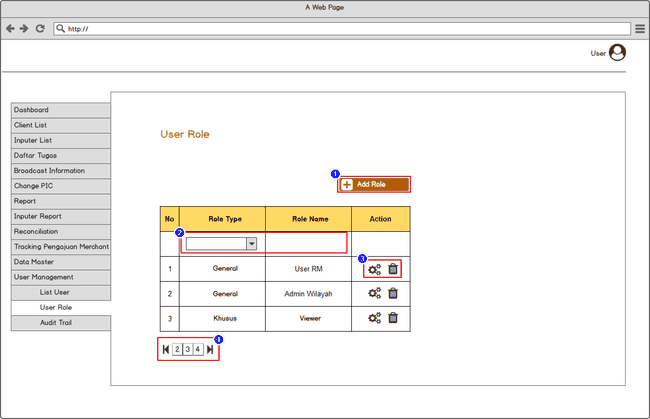 A Web Page
http://
User
Dashboard
Client List
Inputer List
Daftar Tugas
Broadcast Information
Change PIC
Report
Inputer Report
Reconciliation
Tracking Pengajuan Merchant
Data Master
User Management
List User
User Role
Audit Trail
User Role
1
+ Add Role
No Role Type Role Name Action
2
3
1 General User RM
2 General Admin Wilayah
3 Khusus Viewer
2 3 4